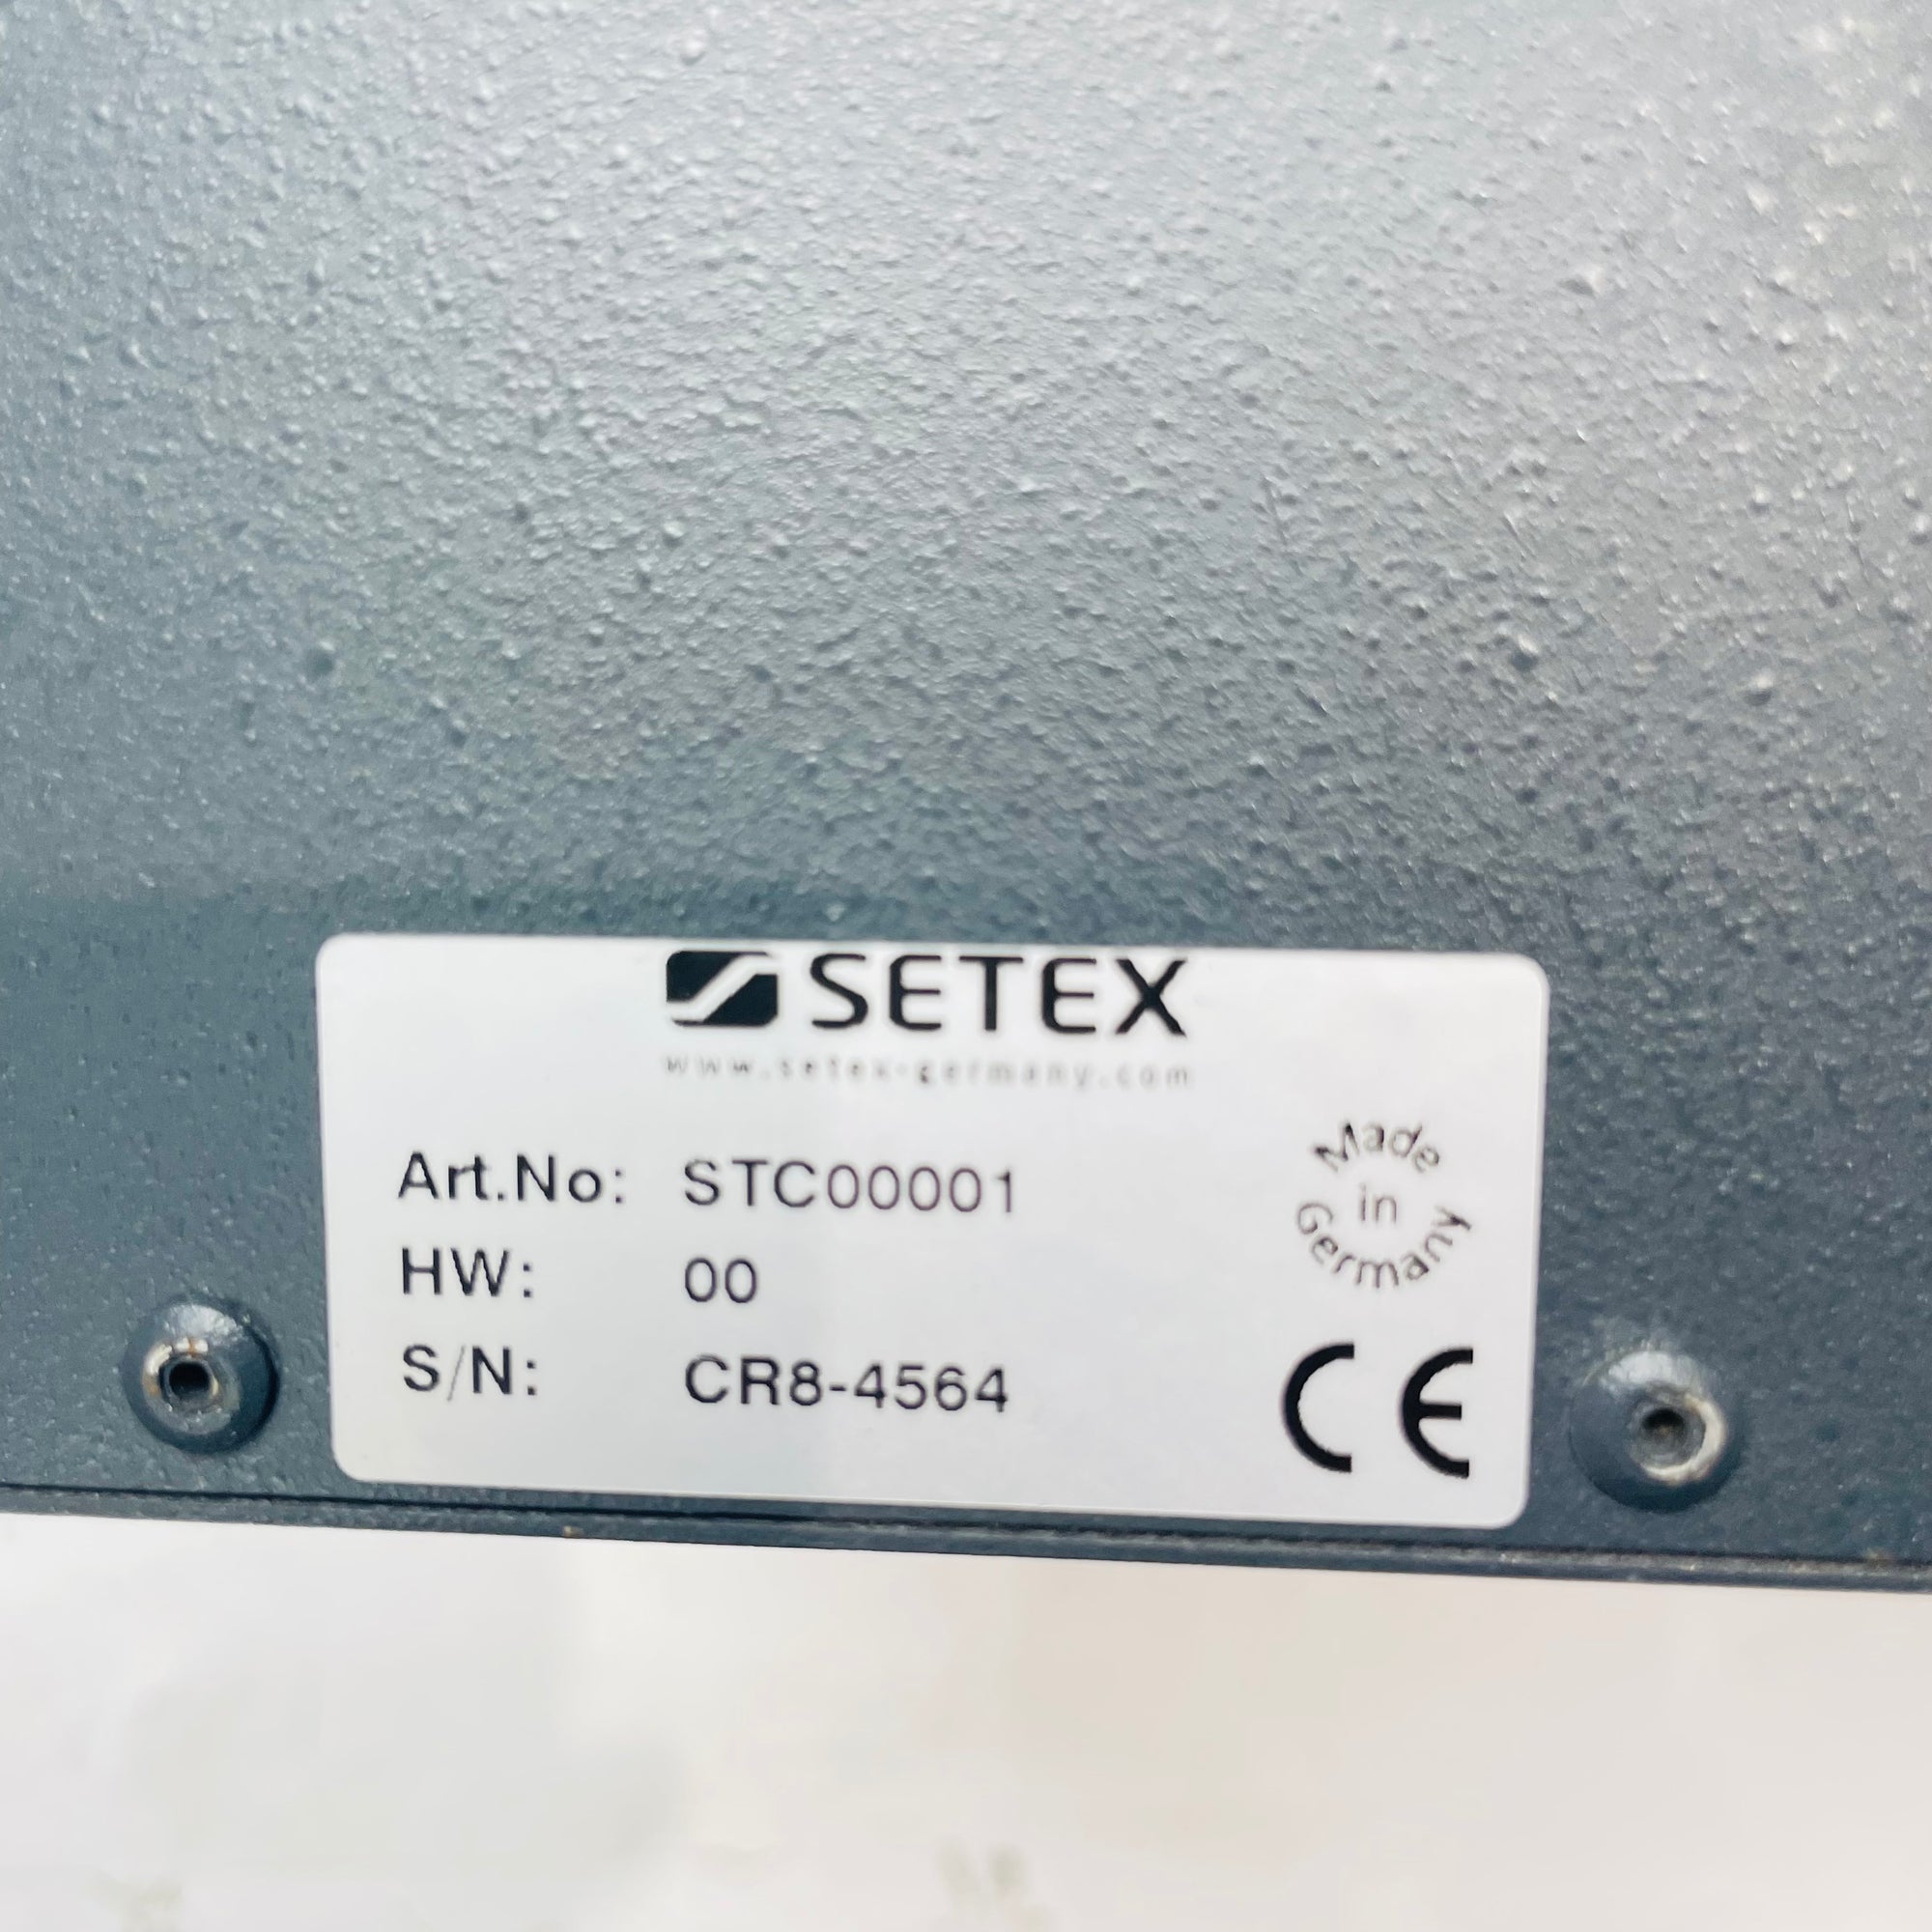 SETEX
www.setex-germany.com
Art.No: STC00001
HW: 00
S/N: CR8-4564
Made
in
Germany
CE